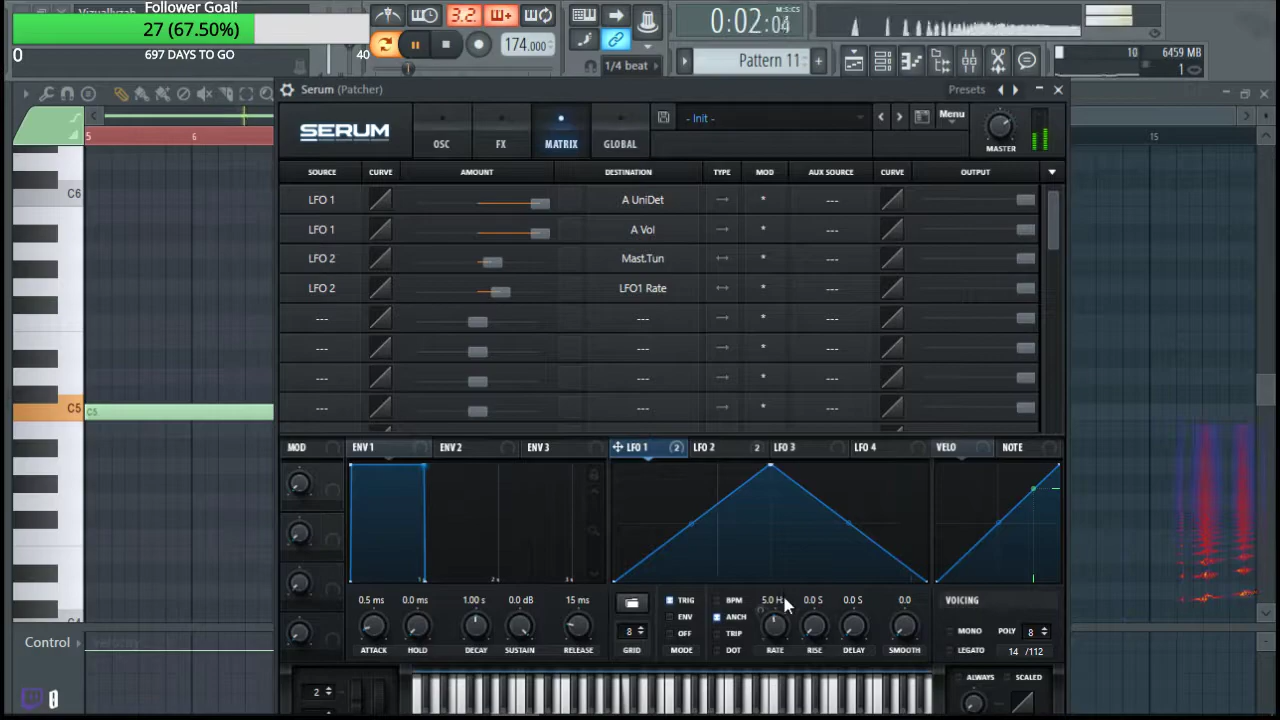 Follower Goal!
27 (67.50%)
0
697 DAYS TO GO
40
3.2
174.000
1/4 beat
0:02:04
M:S:CS
Pattern 11
10
6459 MB
1
Serum (Patcher)
Presets
5
6
15
SERUM
OSC
FX
MATRIX
GLOBAL
- Init -
Menu
MASTER
SOURCE CURVE AMOUNT DESTINATION TYPE MOD AUX SOURCE CURVE OUTPUT
LFO 1 A UniDet * ---
LFO 1 A Vol * ---
LFO 2 Mast.Tun * ---
LFO 2 LFO1 Rate * ---
--- --- * ---
--- --- * ---
--- --- * ---
--- --- * ---
C6
C5
C5
MOD ENV 1 ENV 2 ENV 3 LFO 1 2 LFO 2 2 LFO 3 LFO 4 VELO NOTE
0.5 ms 0.0 ms 1.00 s 0.0 dB 15 ms
ATTACK HOLD DECAY SUSTAIN RELEASE
8
GRID
TRIG
ENV
OFF
MODE
BPM
ANCH
TRIP
DOT
5.0 H 0.0 S 0.0 S 0.0
RATE RISE DELAY SMOOTH
VOICING
MONO POLY 8
LEGATO 14 /112
ALWAYS SCALED
2
Control
velocity